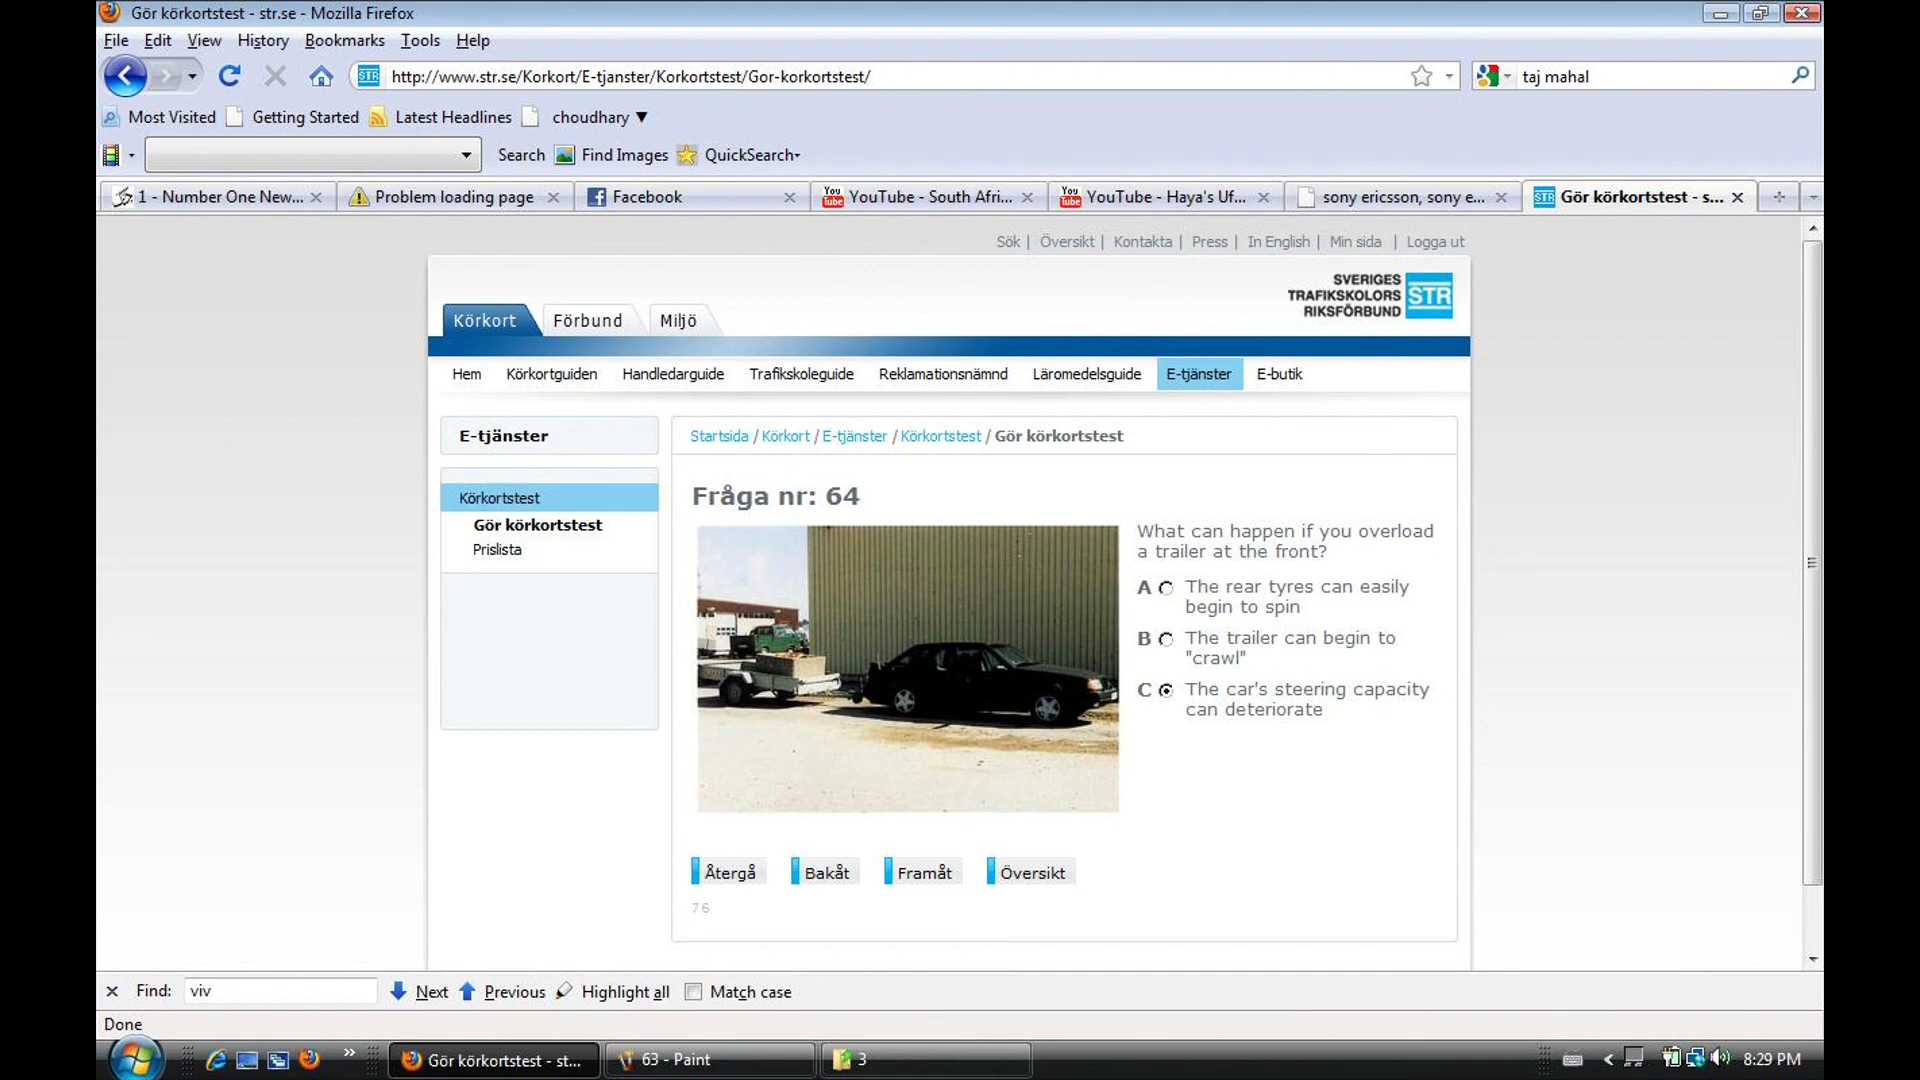 Gör körkortstest - str.se - Mozilla Firefox
File Edit View History Bookmarks Tools Help
STR http://www.str.se/Korkort/E-tjanster/Korkortstest/Gor-korkortstest/ taj mahal
Most Visited Getting Started Latest Headlines choudhary
Search Find Images QuickSearch
1 - Number One New... Problem loading page Facebook You Tube YouTube - South Afri... You Tube YouTube - Haya's Uf... sony ericsson, sony e... STR Gör körkortstest - s...
Sök | Översikt | Kontakta | Press | In English | Min sida | Logga ut
SVERIGES
TRAFIKSKOLORS STR
RIKSFÖRBUND
Körkort Förbund Miljö
Hem Körkortguiden Handledarguide Trafikskoleguide Reklamationsnämnd Läromedelsguide E-tjänster E-butik
E-tjänster
Körkortstest
Gör körkortstest
Prislista
Startsida / Körkort / E-tjänster / Körkortstest / Gör körkortstest
Fråga nr: 64
What can happen if you overload
a trailer at the front?
A The rear tyres can easily
begin to spin
B The trailer can begin to
"crawl"
C The car's steering capacity
can deteriorate
Återgå Bakåt Framåt Översikt
76
Find: viv Next Previous Highlight all Match case
Done
Gör körkortstest - st... 63 - Paint 3 8:29 PM